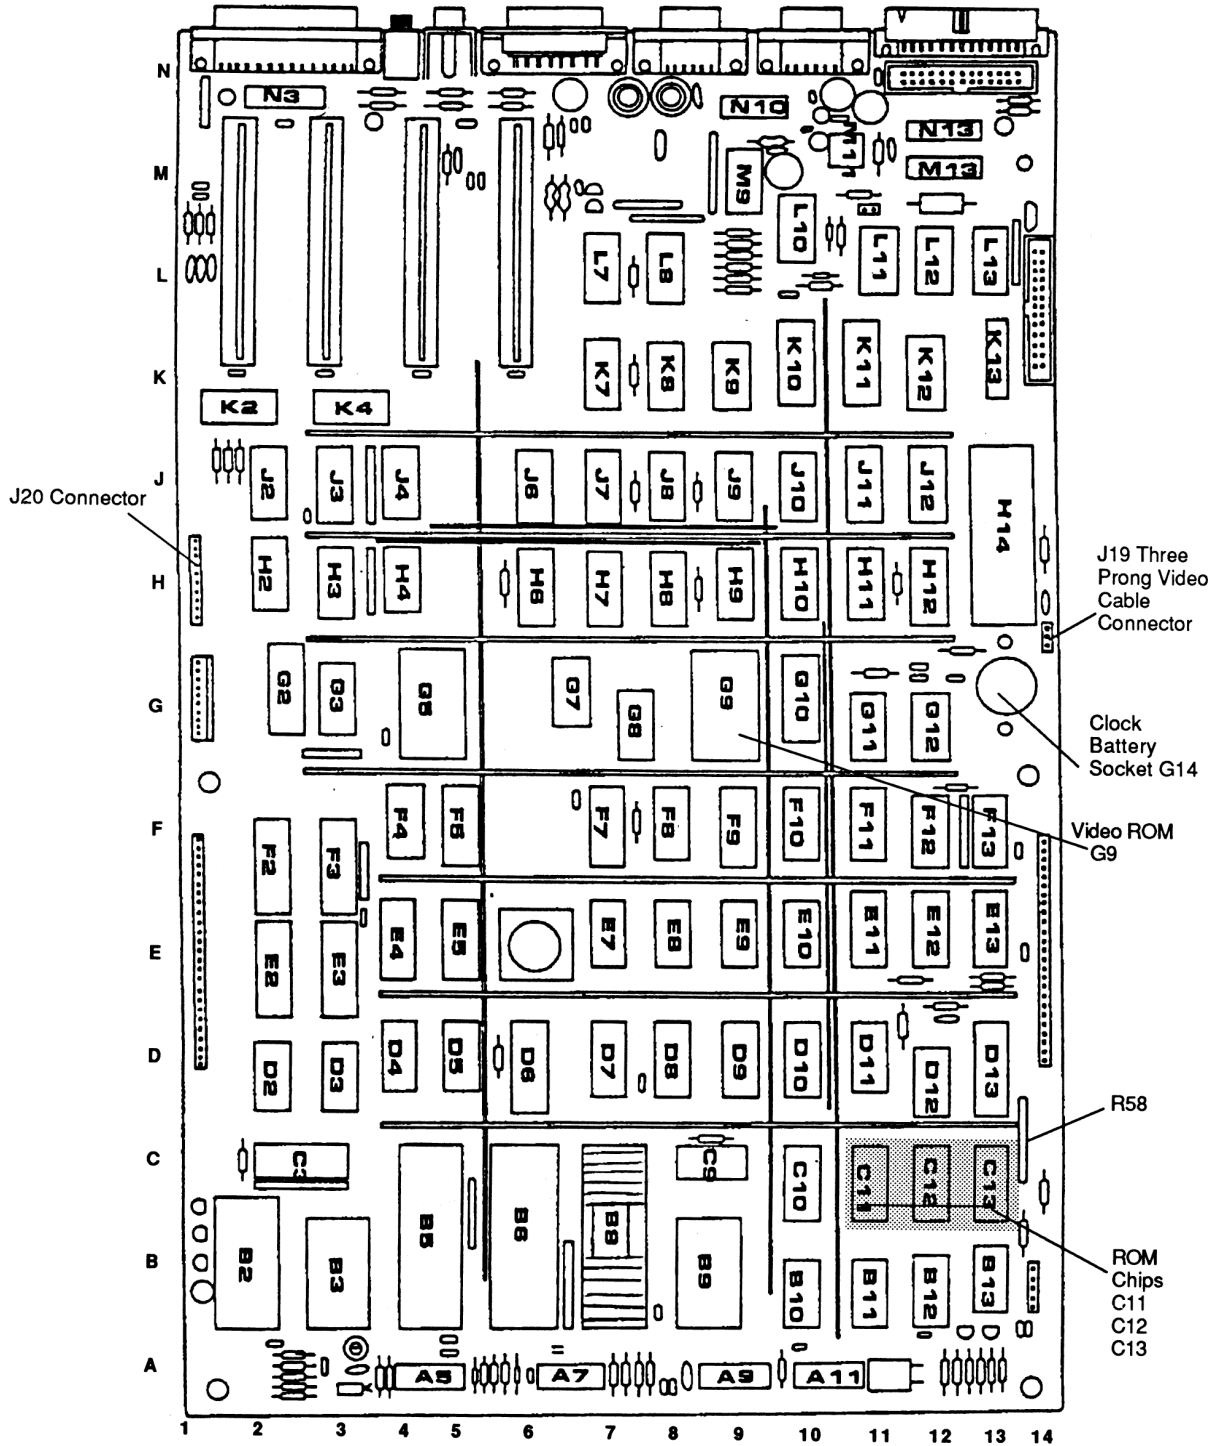 N
N3
N10
N13
M13
M11
M
M9
L10
L
L7
L8
L11
L12
L13
K
K7
K8
K9
K10
K11
K12
K13
K2
K4
J
J2
J3
J4
J6
J7
J8
J9
J10
J11
J12
H14
J20 Connector
H
H2
H3
H4
H6
H7
H8
H9
H10
H11
H12
J19 Three
Prong Video
Cable
Connector
G
G2
G3
G5
G7
G8
G9
G10
G11
G12
Clock
Battery
Socket G14
F
F2
F3
F4
F5
F7
F8
F9
F10
F11
F12
F13
Video ROM
G9
E
E2
E3
E4
E5
E7
E8
E9
E10
E11
E12
E13
D
D2
D3
D4
D5
D6
D7
D8
D9
D10
D11
D12
D13
R58
C
C3
C9
C10
C11
C12
C13
B
B2
B3
B5
B6
B8
B9
B10
B11
B12
B13
ROM
Chips
C11
C12
C13
A
A5
A7
A9
A11
1 2 3 4 5 6 7 8 9 10 11 12 13 14